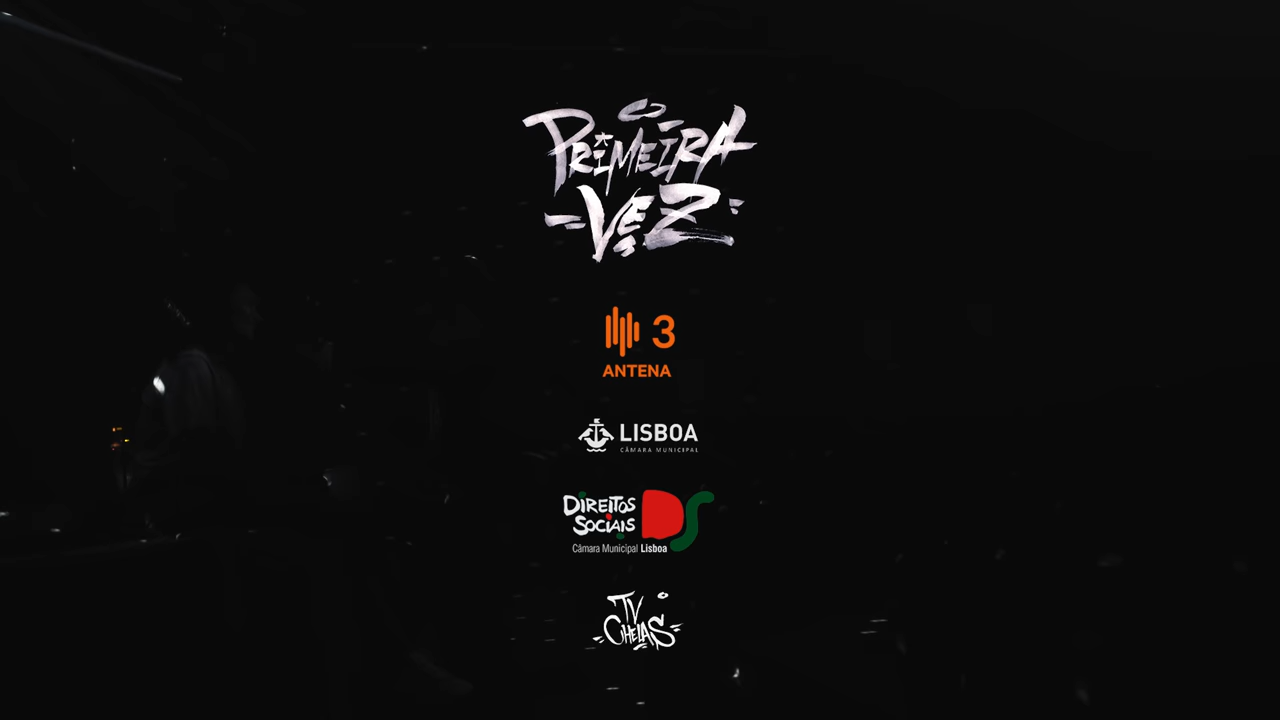 PRIMEIRA
VEZ
3
ANTENA
LISBOA
CÂMARA MUNICIPAL
DIREITOS
SOCIAIS
DS
Câmara Municipal Lisboa
TV
CHELAS